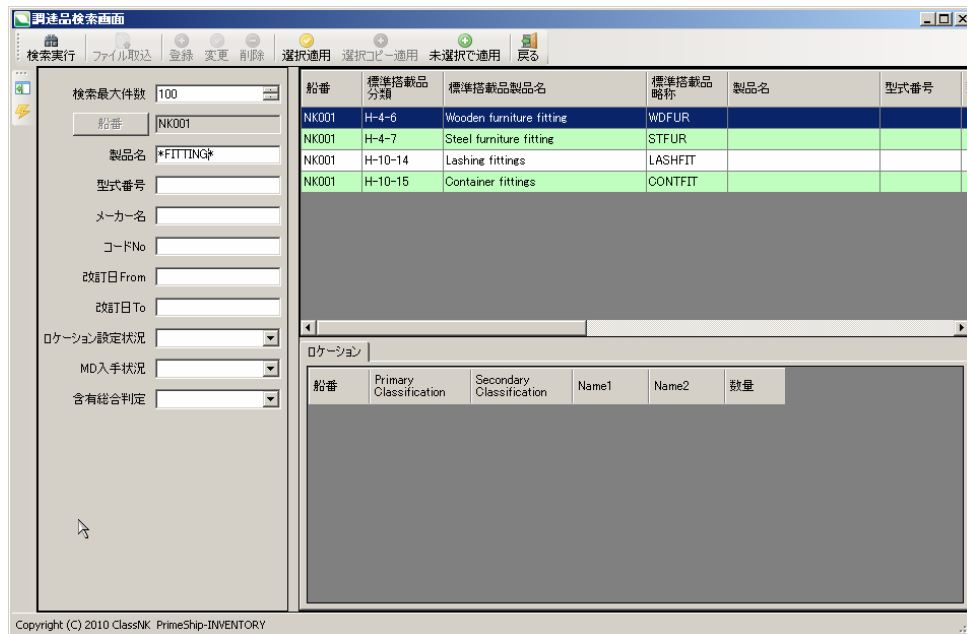 調達品検索画面
検索実行 ファイル取込 登録 変更 削除 選択適用 選択コピー適用 未選択で適用 戻る
検索最大件数 100
船番 NK001
製品名 *FITTING*
型式番号
メーカー名
コードNo
改訂日From
改訂日To
ロケーション設定状況
MD入手状況
含有総合判定
船番 標準搭載品分類 標準搭載品製品名 標準搭載品略称 製品名 型式番号
NK001 H-4-6 Wooden furniture fitting WDFUR
NK001 H-4-7 Steel furniture fitting STFUR
NK001 H-10-14 Lashing fittings LASHFIT
NK001 H-10-15 Container fittings CONTFIT
ロケーション
船番 Primary Classification Secondary Classification Name1 Name2 数量
Copyright (C) 2010 ClassNK PrimeShip-INVENTORY